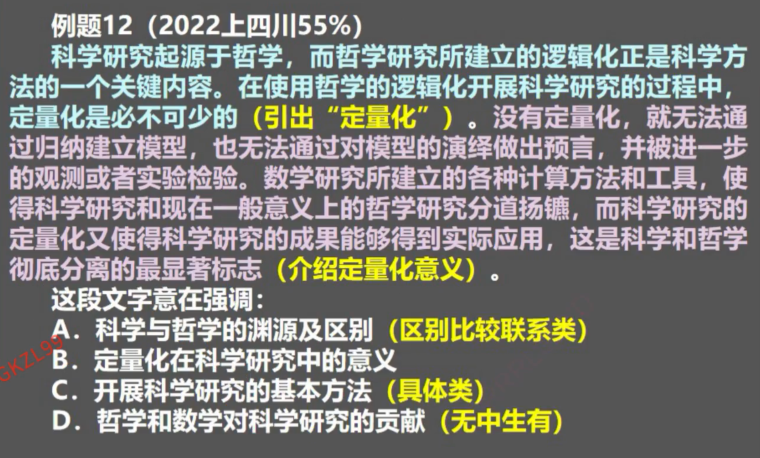 例题12（2022上四川55%）
科学研究起源于哲学，而哲学研究所建立的逻辑化正是科学方
法的一个关键内容。在使用哲学的逻辑化开展科学研究的过程中，
定量化是必不可少的（引出“定量化”）。没有定量化，就无法通
过归纳建立模型，也无法通过对模型的演绎做出预言，并被进一步
的观测或者实验检验。数学研究所建立的各种计算方法和工具，使
得科学研究和现在一般意义上的哲学研究分道扬镳，而科学研究的
定量化又使得科学研究的成果能够得到实际应用，这是科学和哲学
彻底分离的最显著标志（介绍定量化意义）。
这段文字意在强调：
A．科学与哲学的渊源及区别（区别比较联系类）
B．定量化在科学研究中的意义
C．开展科学研究的基本方法（具体类）
D．哲学和数学对科学研究的贡献（无中生有）
GKZL99